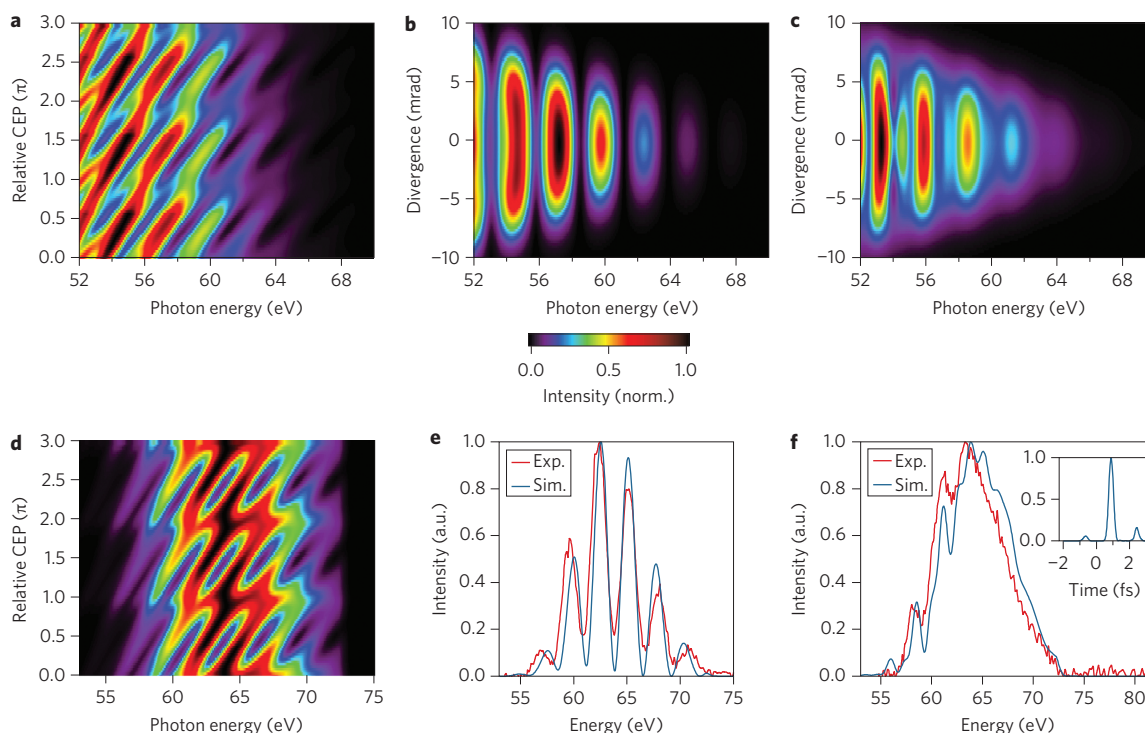 a
3.0
2.5
2.0
1.5
1.0
0.5
0.0
Relative CEP (π)
52 56 60 64 68
Photon energy (eV)
b
10
5
0
−5
−10
Divergence (mrad)
52 56 60 64 68
Photon energy (eV)
c
10
5
0
−5
−10
Divergence (mrad)
52 56 60 64 68
Photon energy (eV)
0.0 0.5 1.0
Intensity (norm.)
d
3.0
2.5
2.0
1.5
1.0
0.5
0.0
Relative CEP (π)
55 60 65 70 75
Photon energy (eV)
e
1.0
0.8
0.6
0.4
0.2
0.0
Intensity (a.u.)
Exp.
Sim.
55 60 65 70 75
Energy (eV)
f
1.0
0.8
0.6
0.4
0.2
0.0
Intensity (a.u.)
Exp.
Sim.
1.0
0.5
0.0
−2 0 2
Time (fs)
55 60 65 70 75 80
Energy (eV)